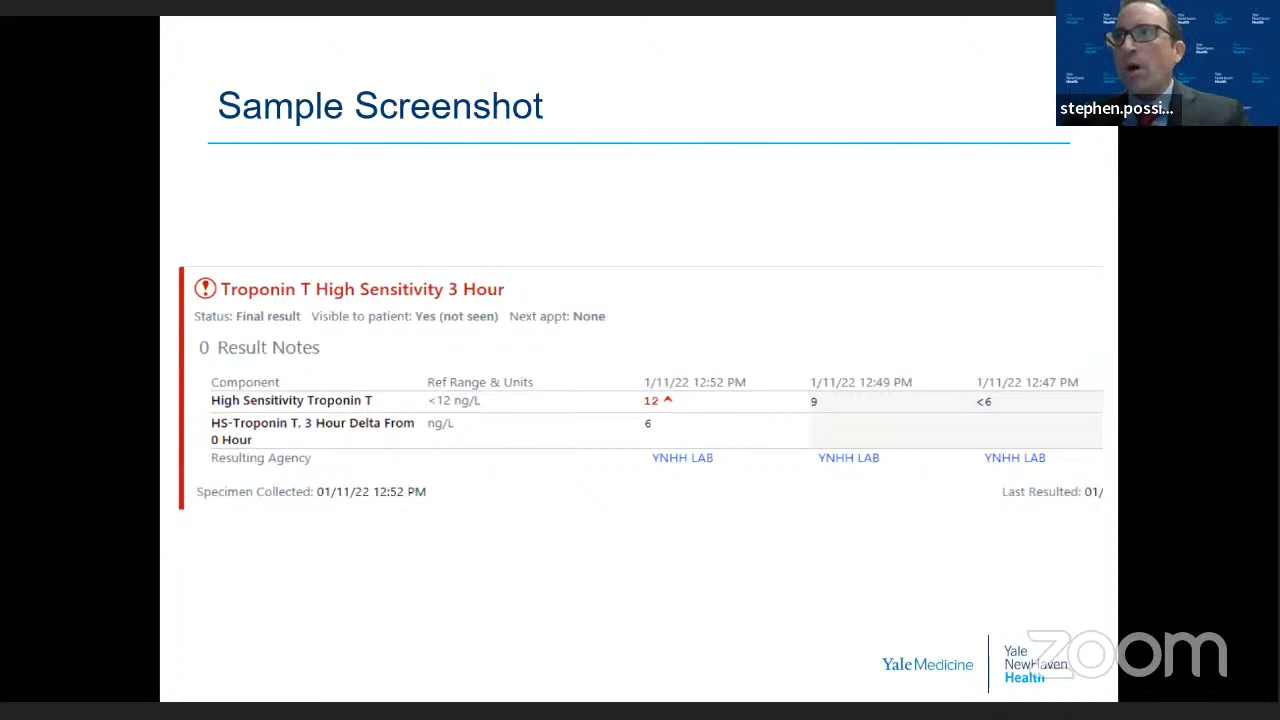 Sample Screenshot
stephen.possi...
Troponin T High Sensitivity 3 Hour
Status: Final result Visible to patient: Yes (not seen) Next appt: None
0 Result Notes
Component Ref Range & Units 1/11/22 12:52 PM 1/11/22 12:49 PM 1/11/22 12:47 PM
High Sensitivity Troponin T <12 ng/L 12 9 <6
HS-Troponin T, 3 Hour Delta From ng/L 6
0 Hour
Resulting Agency YNHH LAB YNHH LAB YNHH LAB
Specimen Collected: 01/11/22 12:52 PM Last Resulted: 01/
Yale Medicine
Yale
NewHaven
Health
zoom